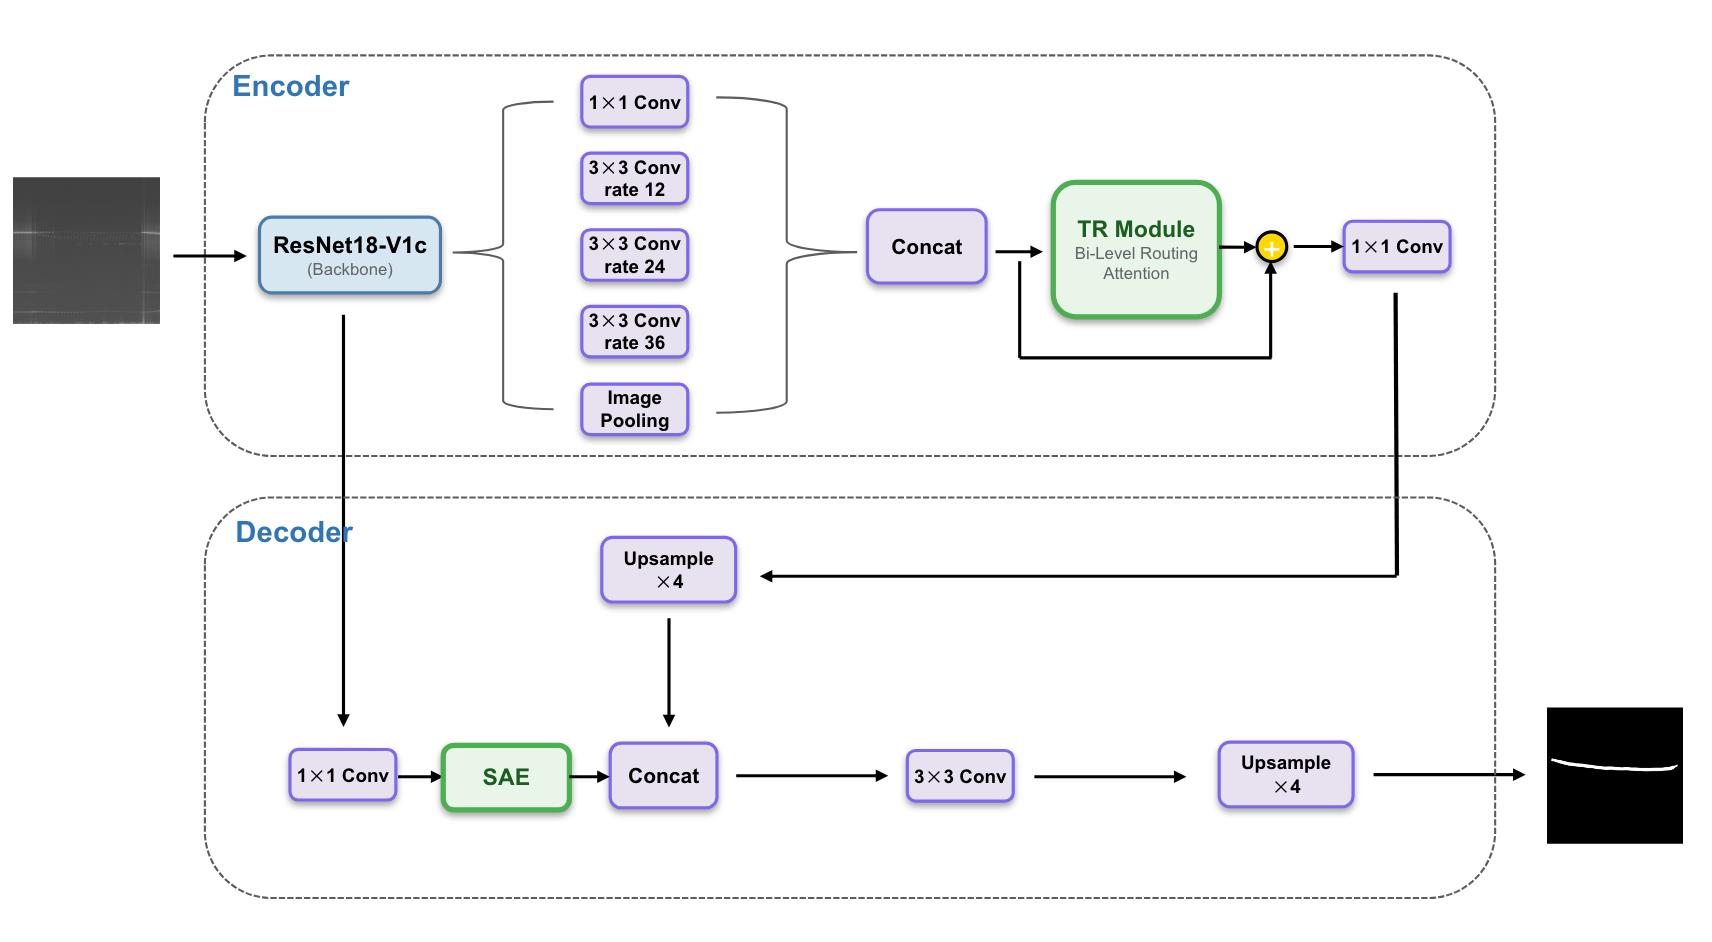 Encoder
1×1 Conv
3×3 Conv
rate 12
3×3 Conv
rate 24
3×3 Conv
rate 36
Image
Pooling
ResNet18-V1c
(Backbone)
Concat
TR Module
Bi-Level Routing
Attention
+
1×1 Conv
Decoder
Upsample
×4
1×1 Conv
SAE
Concat
3×3 Conv
Upsample
×4